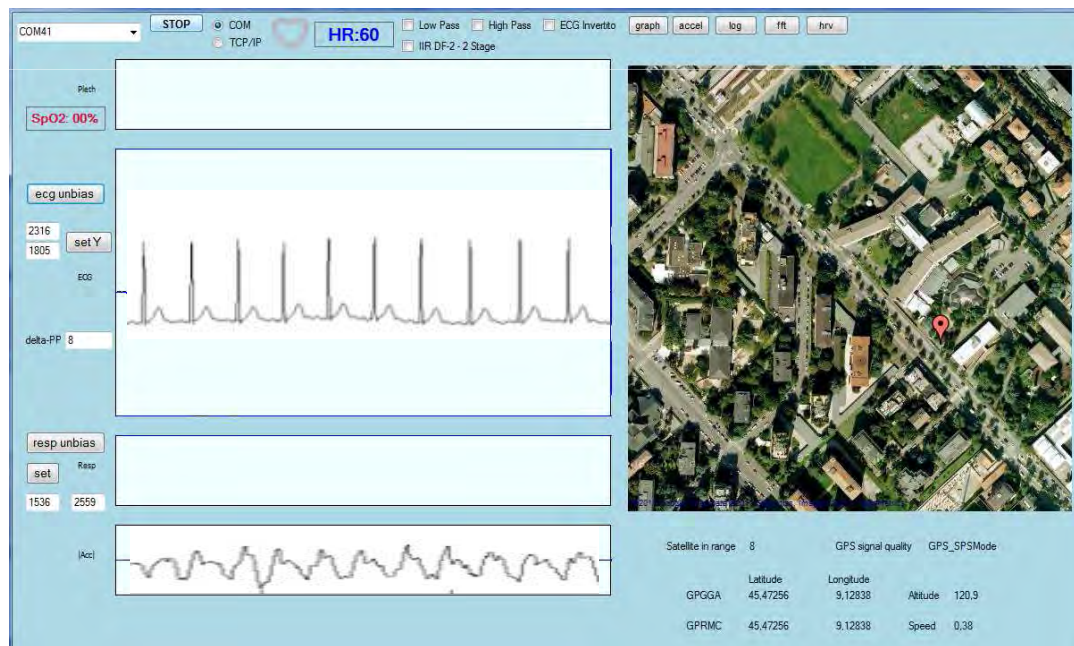 COM41
STOP
COM
TCP/IP
HR:60
Low Pass High Pass ECG Invertito
IIR DF-2 - 2 Stage
graph accel log fft hrv
Pleth
SpO2: 00%
ecg unbias
2316
1805
set Y
ECG
delta-PP 8
resp unbias
set
Resp
1536 2559
|Acc|
Satellite in range 8 GPS signal quality GPS_SPSMode
Latitude Longitude
GPGGA 45,47256 9,12838 Altitude 120,9
GPRMC 45,47256 9,12838 Speed 0,38